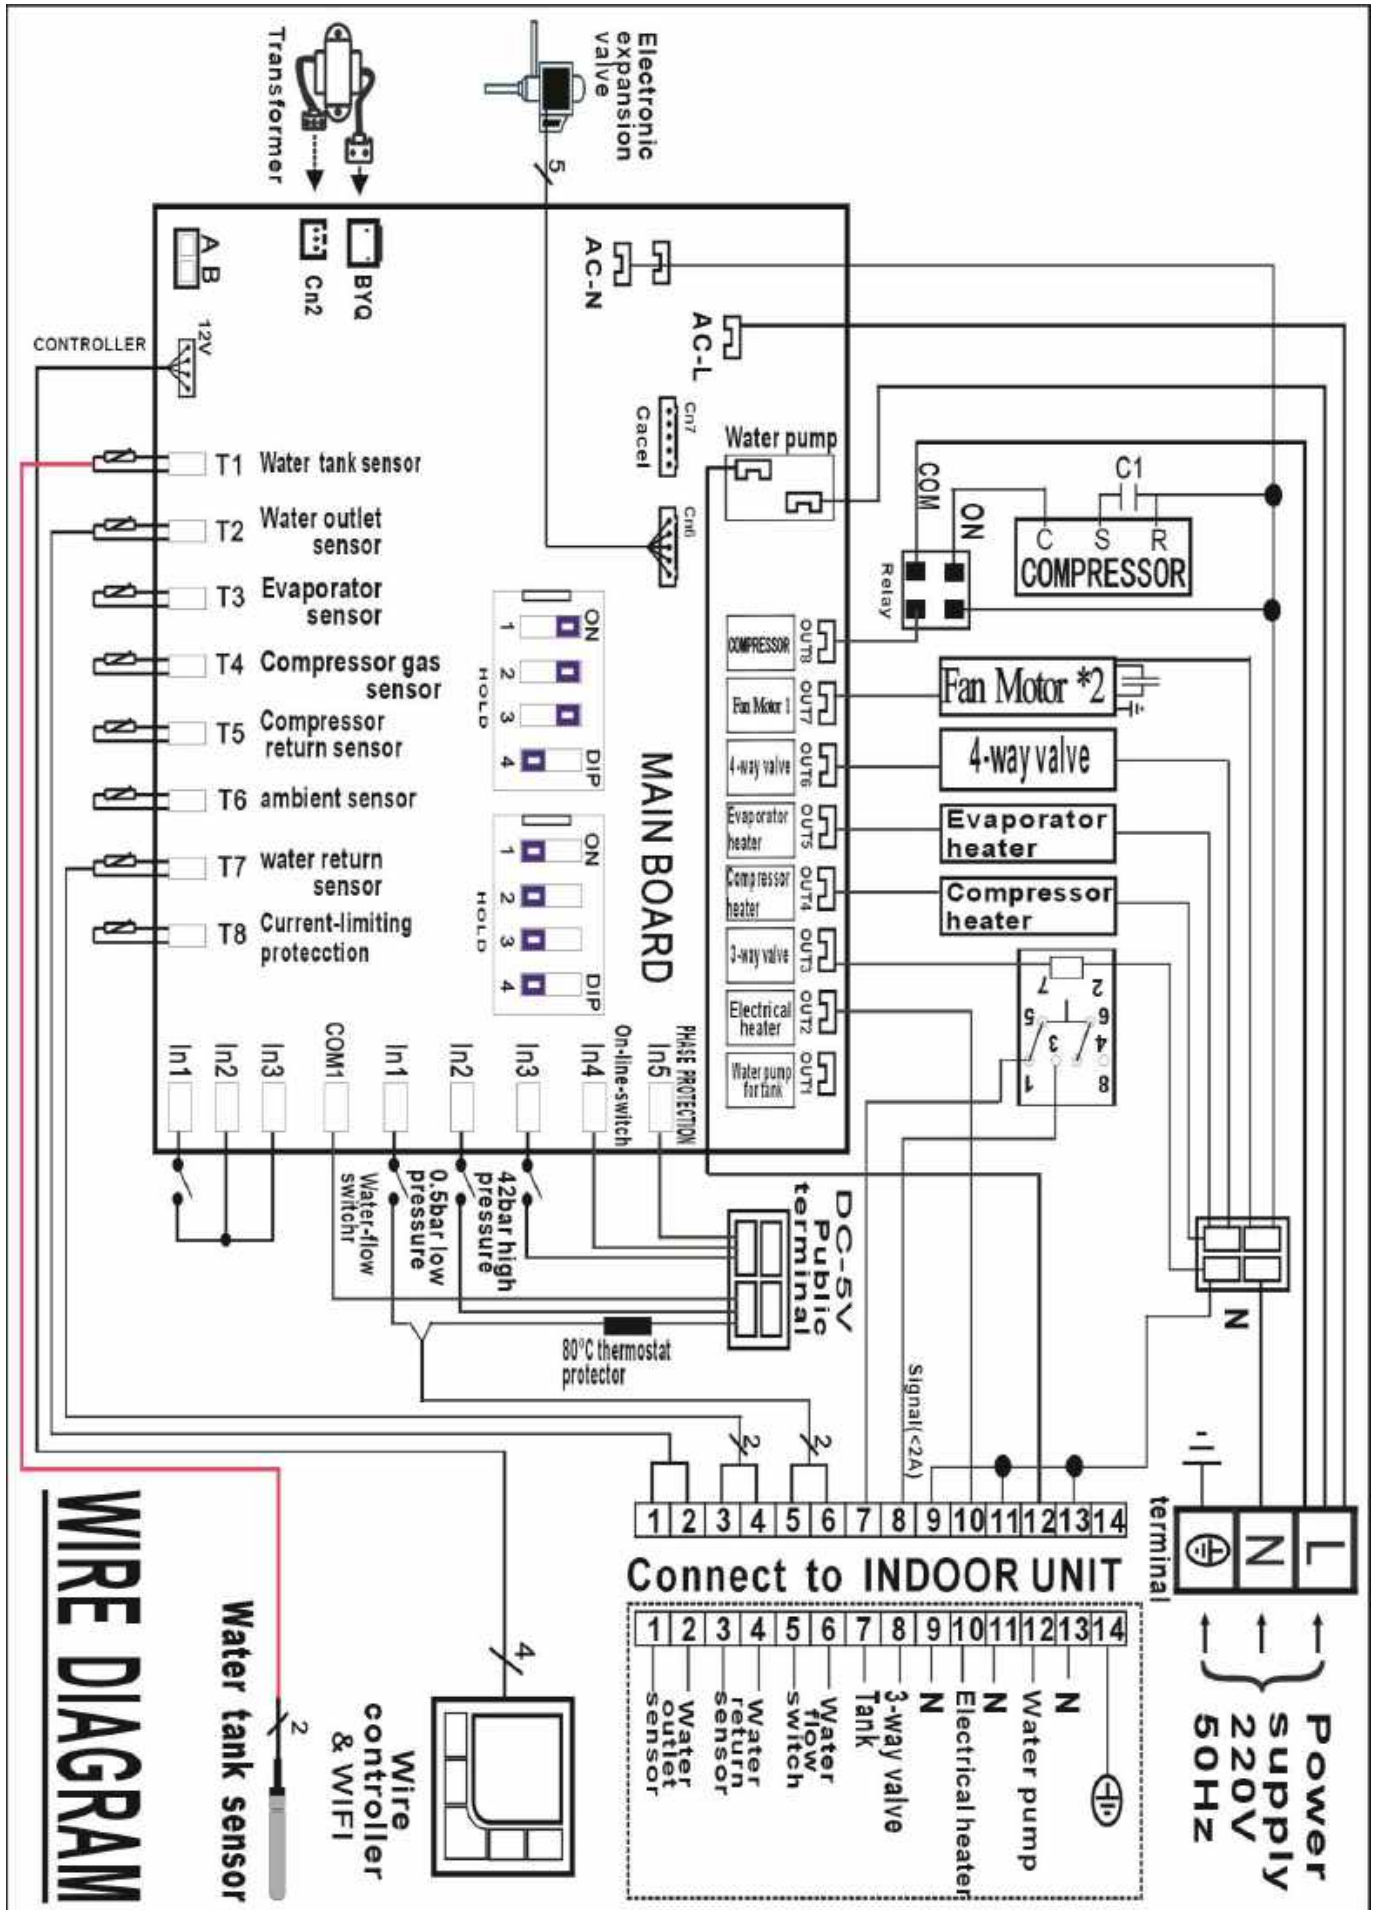 Transformer
Electronic
expansion
valve
5
A B
Cn2
BYQ
AC-N
AC-L
12V
CONTROLLER
Cn7
Cacel
Cn6
Water pump
COM
ON
Relay
C1
C S R
COMPRESSOR
T1 Water tank sensor
T2 Water outlet
sensor
T3 Evaporator
sensor
T4 Compressor gas
sensor
T5 Compressor
return sensor
T6 ambient sensor
T7 water return
sensor
T8 Current-limiting
protecction
ON
1
2
3
4
DIP
HOLD
ON
1
2
3
4
DIP
HOLD
MAIN BOARD
COMPRESSOR
OUT8
Fan Motor 1
OUT7
4-way valve
OUT6
Evaporator
heater
OUT5
Compressor
heater
OUT4
3-way valve
OUT3
Electrical
heater
OUT2
Water pump
for tank
OUT1
Fan Motor *2
4-way valve
Evaporator
heater
Compressor
heater
7 2
5 6
3 4
1 8
In1
In2
In3
COM1
In1
In2
In3
In4
On-line-switch
In5
PHASE PROTECTION
Water-flow
switchr
0.5bar low
pressure
42bar high
pressure
DC-5V
Public
terminal
80°C thermostat
protector
N
Signal(<2A)
2
2
1 2 3 4 5 6 7 8 9 10 11 12 13 14
Connect to INDOOR UNIT
1 2 3 4 5 6 7 8 9 10 11 12 13 14
Water
outlet
sensor
Water
return
sensor
Water
flow
switch
Tank
3-way valve
N
Electrical heater
N
Water pump
N
terminal
N
L
Power
supply
220V
50Hz
4
Wire
controller
& WIFI
2
Water tank sensor
WIRE DIAGRAM